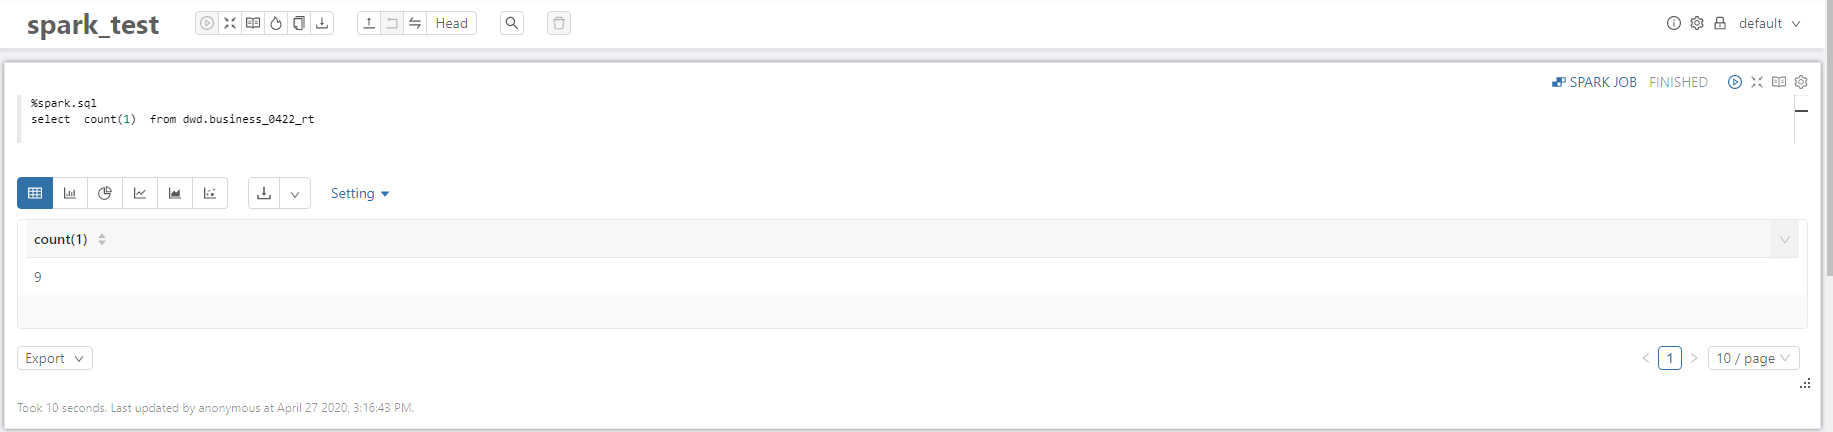 spark_test
Head
default
SPARK JOB FINISHED
%spark.sql
select  count(1)  from dwd.business_0422_rt
Setting
count(1)
9
Export
1
10 / page
Took 10 seconds. Last updated by anonymous at April 27 2020, 3:16:43 PM.